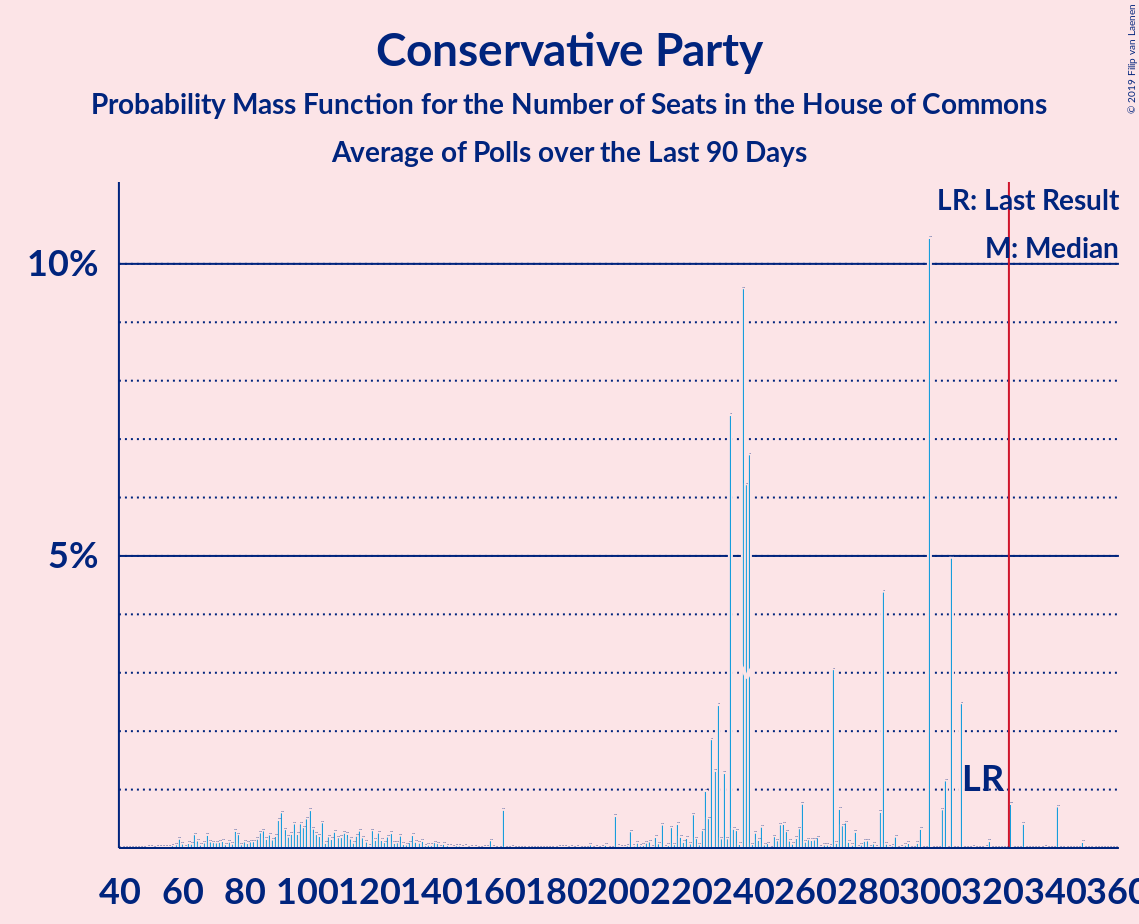 Conservative Party
Probability Mass Function for the Number of Seats in the House of Commons
Average of Polls over the Last 90 Days
© 2019 Filip van Laenen
LR: Last Result
M: Median
10%
5%
LR
40 60 80 100 120 140 160 180 200 220 240 260 280 300 320 340 360